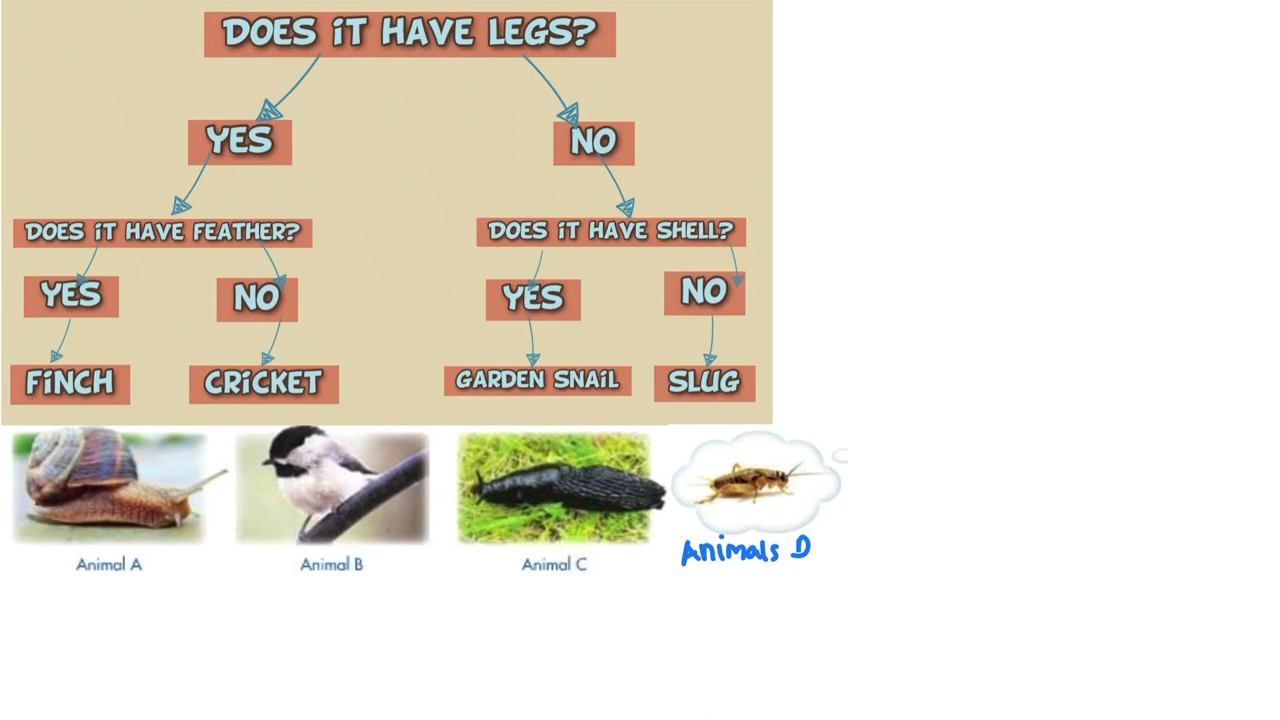 DOES iT HAVE LEGS?
YES
NO
DOES iT HAVE FEATHER?
DOES iT HAVE SHELL?
YES
NO
YES
NO
FiNCH
CRiCKET
GARDEN SNAiL
SLUG
Animal A
Animal B
Animal C
Animals D